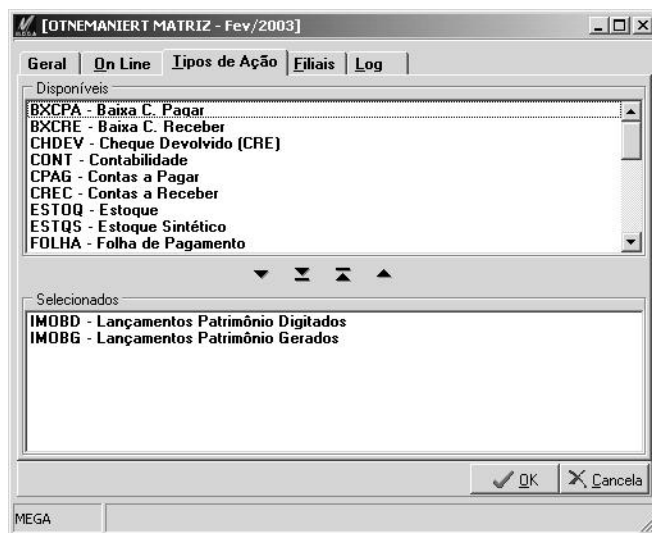 [OTNEMANIERT MATRIZ - Fev/2003]
MEGA
Geral On Line Tipos de Ação Filiais Log
Disponíveis
BXCPA - Baixa C. Pagar
BXCRE - Baixa C. Receber
CHDEV - Cheque Devolvido (CRE)
CONT - Contabilidade
CPAG - Contas a Pagar
CREC - Contas a Receber
ESTOQ - Estoque
ESTQS - Estoque Sintético
FOLHA - Folha de Pagamento
Selecionados
IMOBD - Lançamentos Patrimônio Digitados
IMOBG - Lançamentos Patrimônio Gerados
OK Cancela
MEGA